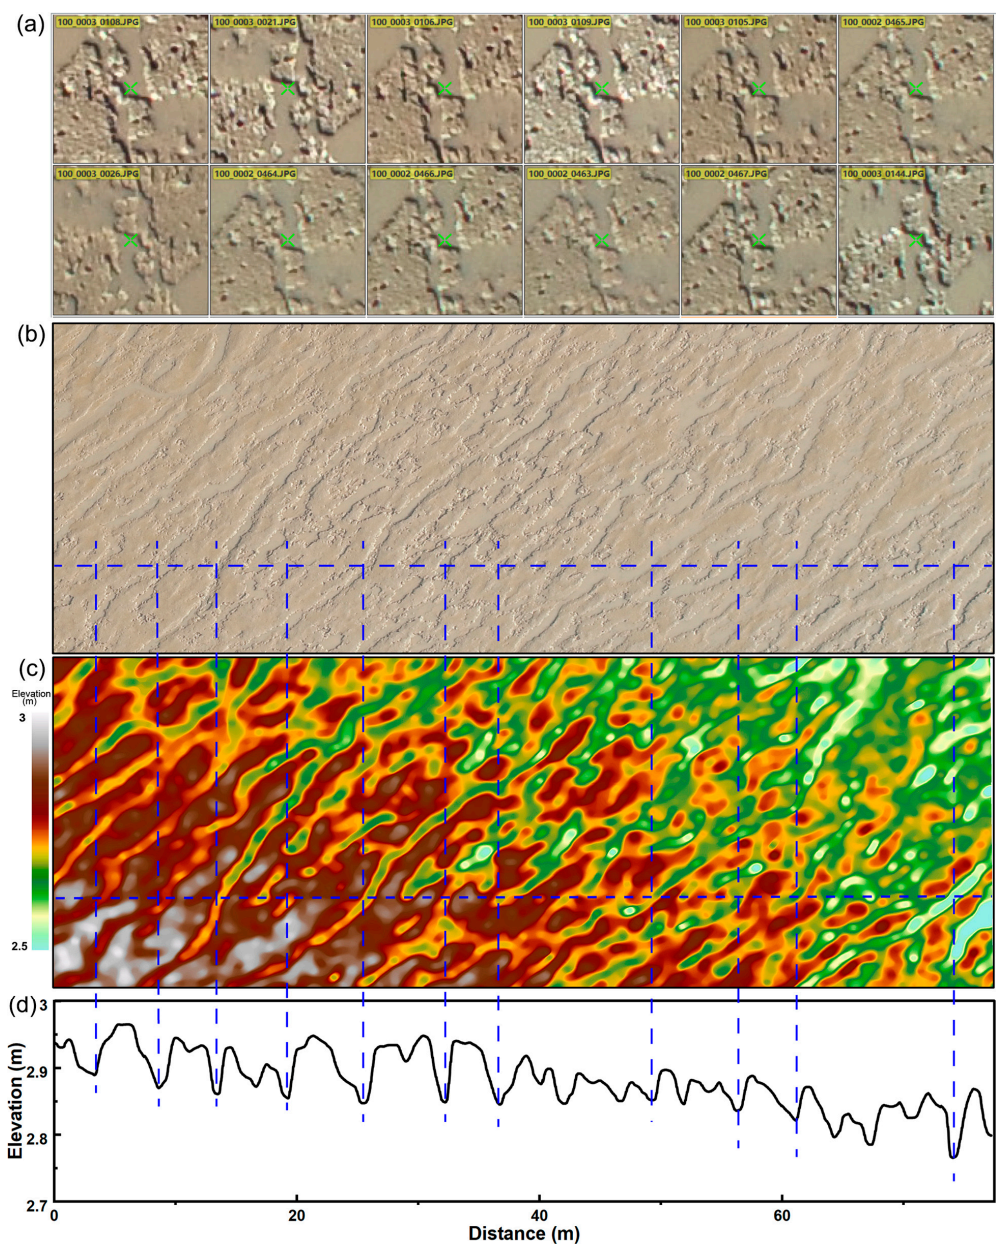 (a)
100_0003_0108.JPG 100_0003_0021.JPG 100_0003_0106.JPG 100_0003_0109.JPG 100_0003_0105.JPG 100_0002_0465.JPG
100_0003_0026.JPG 100_0002_0464.JPG 100_0002_0466.JPG 100_0002_0463.JPG 100_0002_0467.JPG 100_0003_0144.JPG
(b)
(c)
Elevation
(m)
3
2.5
(d)
3
2.9
2.8
2.7
Elevation (m)
0 20 40 60
Distance (m)